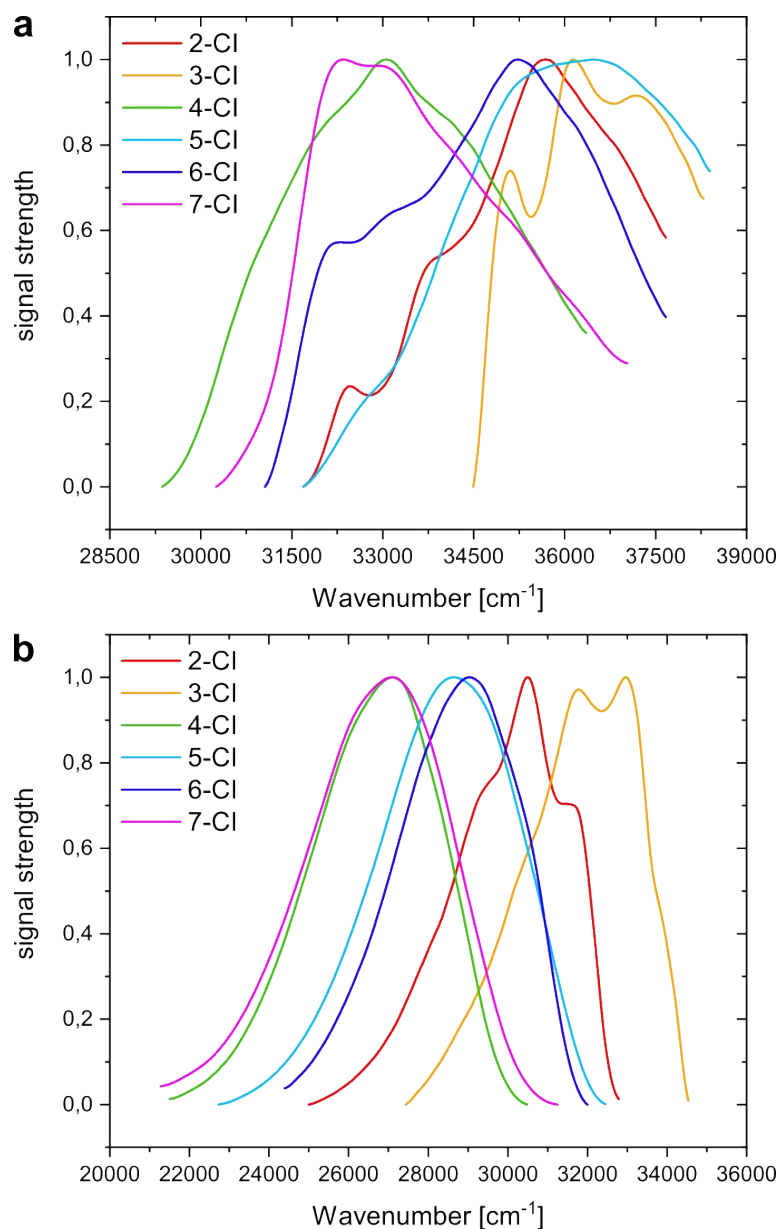 a
1,0
0,8
0,6
0,4
0,2
0,0
signal strength
2-Cl
3-Cl
4-Cl
5-Cl
6-Cl
7-Cl
28500 30000 31500 33000 34500 36000 37500 39000
Wavenumber [cm-1]
b
1,0
0,8
0,6
0,4
0,2
0,0
signal strength
2-Cl
3-Cl
4-Cl
5-Cl
6-Cl
7-Cl
20000 22000 24000 26000 28000 30000 32000 34000 36000
Wavenumber [cm-1]